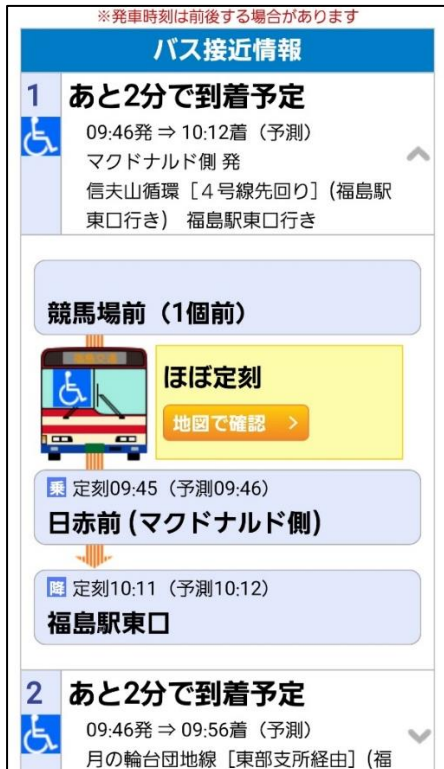 ※発車時刻は前後する場合があります
バス接近情報
1 あと2分で到着予定
09:46発 ⇒ 10:12着（予測）
マクドナルド側 発
信夫山循環［４号線先回り］（福島駅
東口行き） 福島駅東口行き
競馬場前（1個前）
福島交通
ほぼ定刻
地図で確認 >
乗 定刻09:45（予測09:46）
日赤前 (マクドナルド側)
降 定刻10:11（予測10:12）
福島駅東口
2 あと2分で到着予定
09:46発 ⇒ 09:56着（予測）
月の輪台団地線［東部支所経由］（福